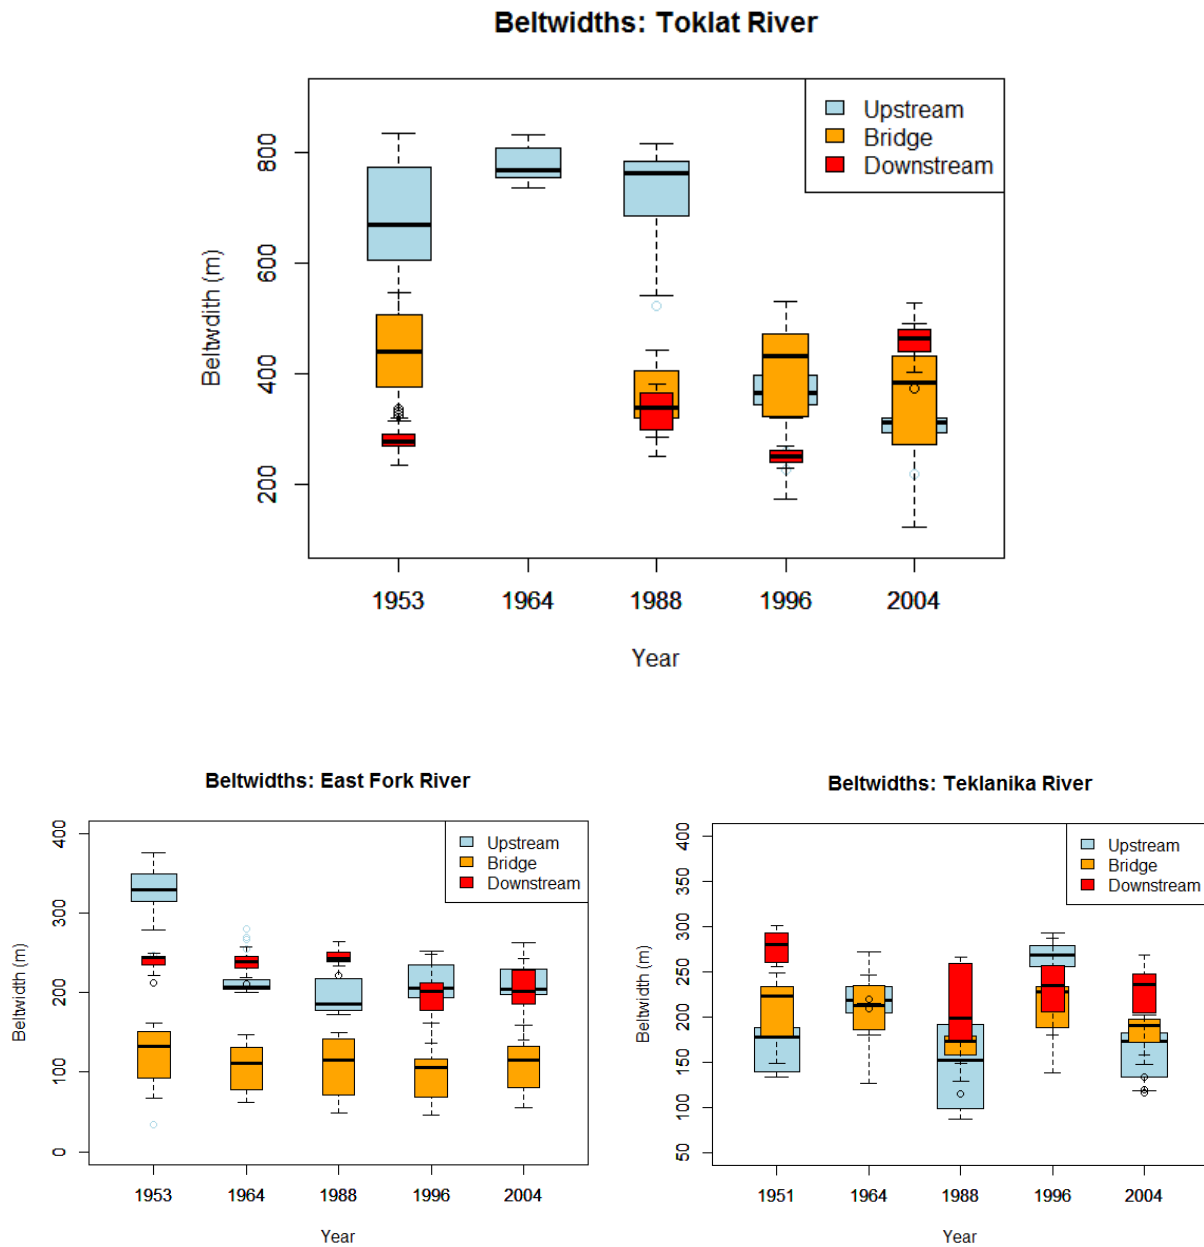 Beltwidths: Toklat River
Upstream
Bridge
Downstream
Beltwdith (m)
800
600
400
200
1953 1964 1988 1996 2004
Year
Beltwidths: East Fork River
Upstream
Bridge
Downstream
Beltwidth (m)
400
300
200
100
0
1953 1964 1988 1996 2004
Year
Beltwidths: Teklanika River
Upstream
Bridge
Downstream
Beltwidth (m)
400
350
300
250
200
150
100
50
1951 1964 1988 1996 2004
Year